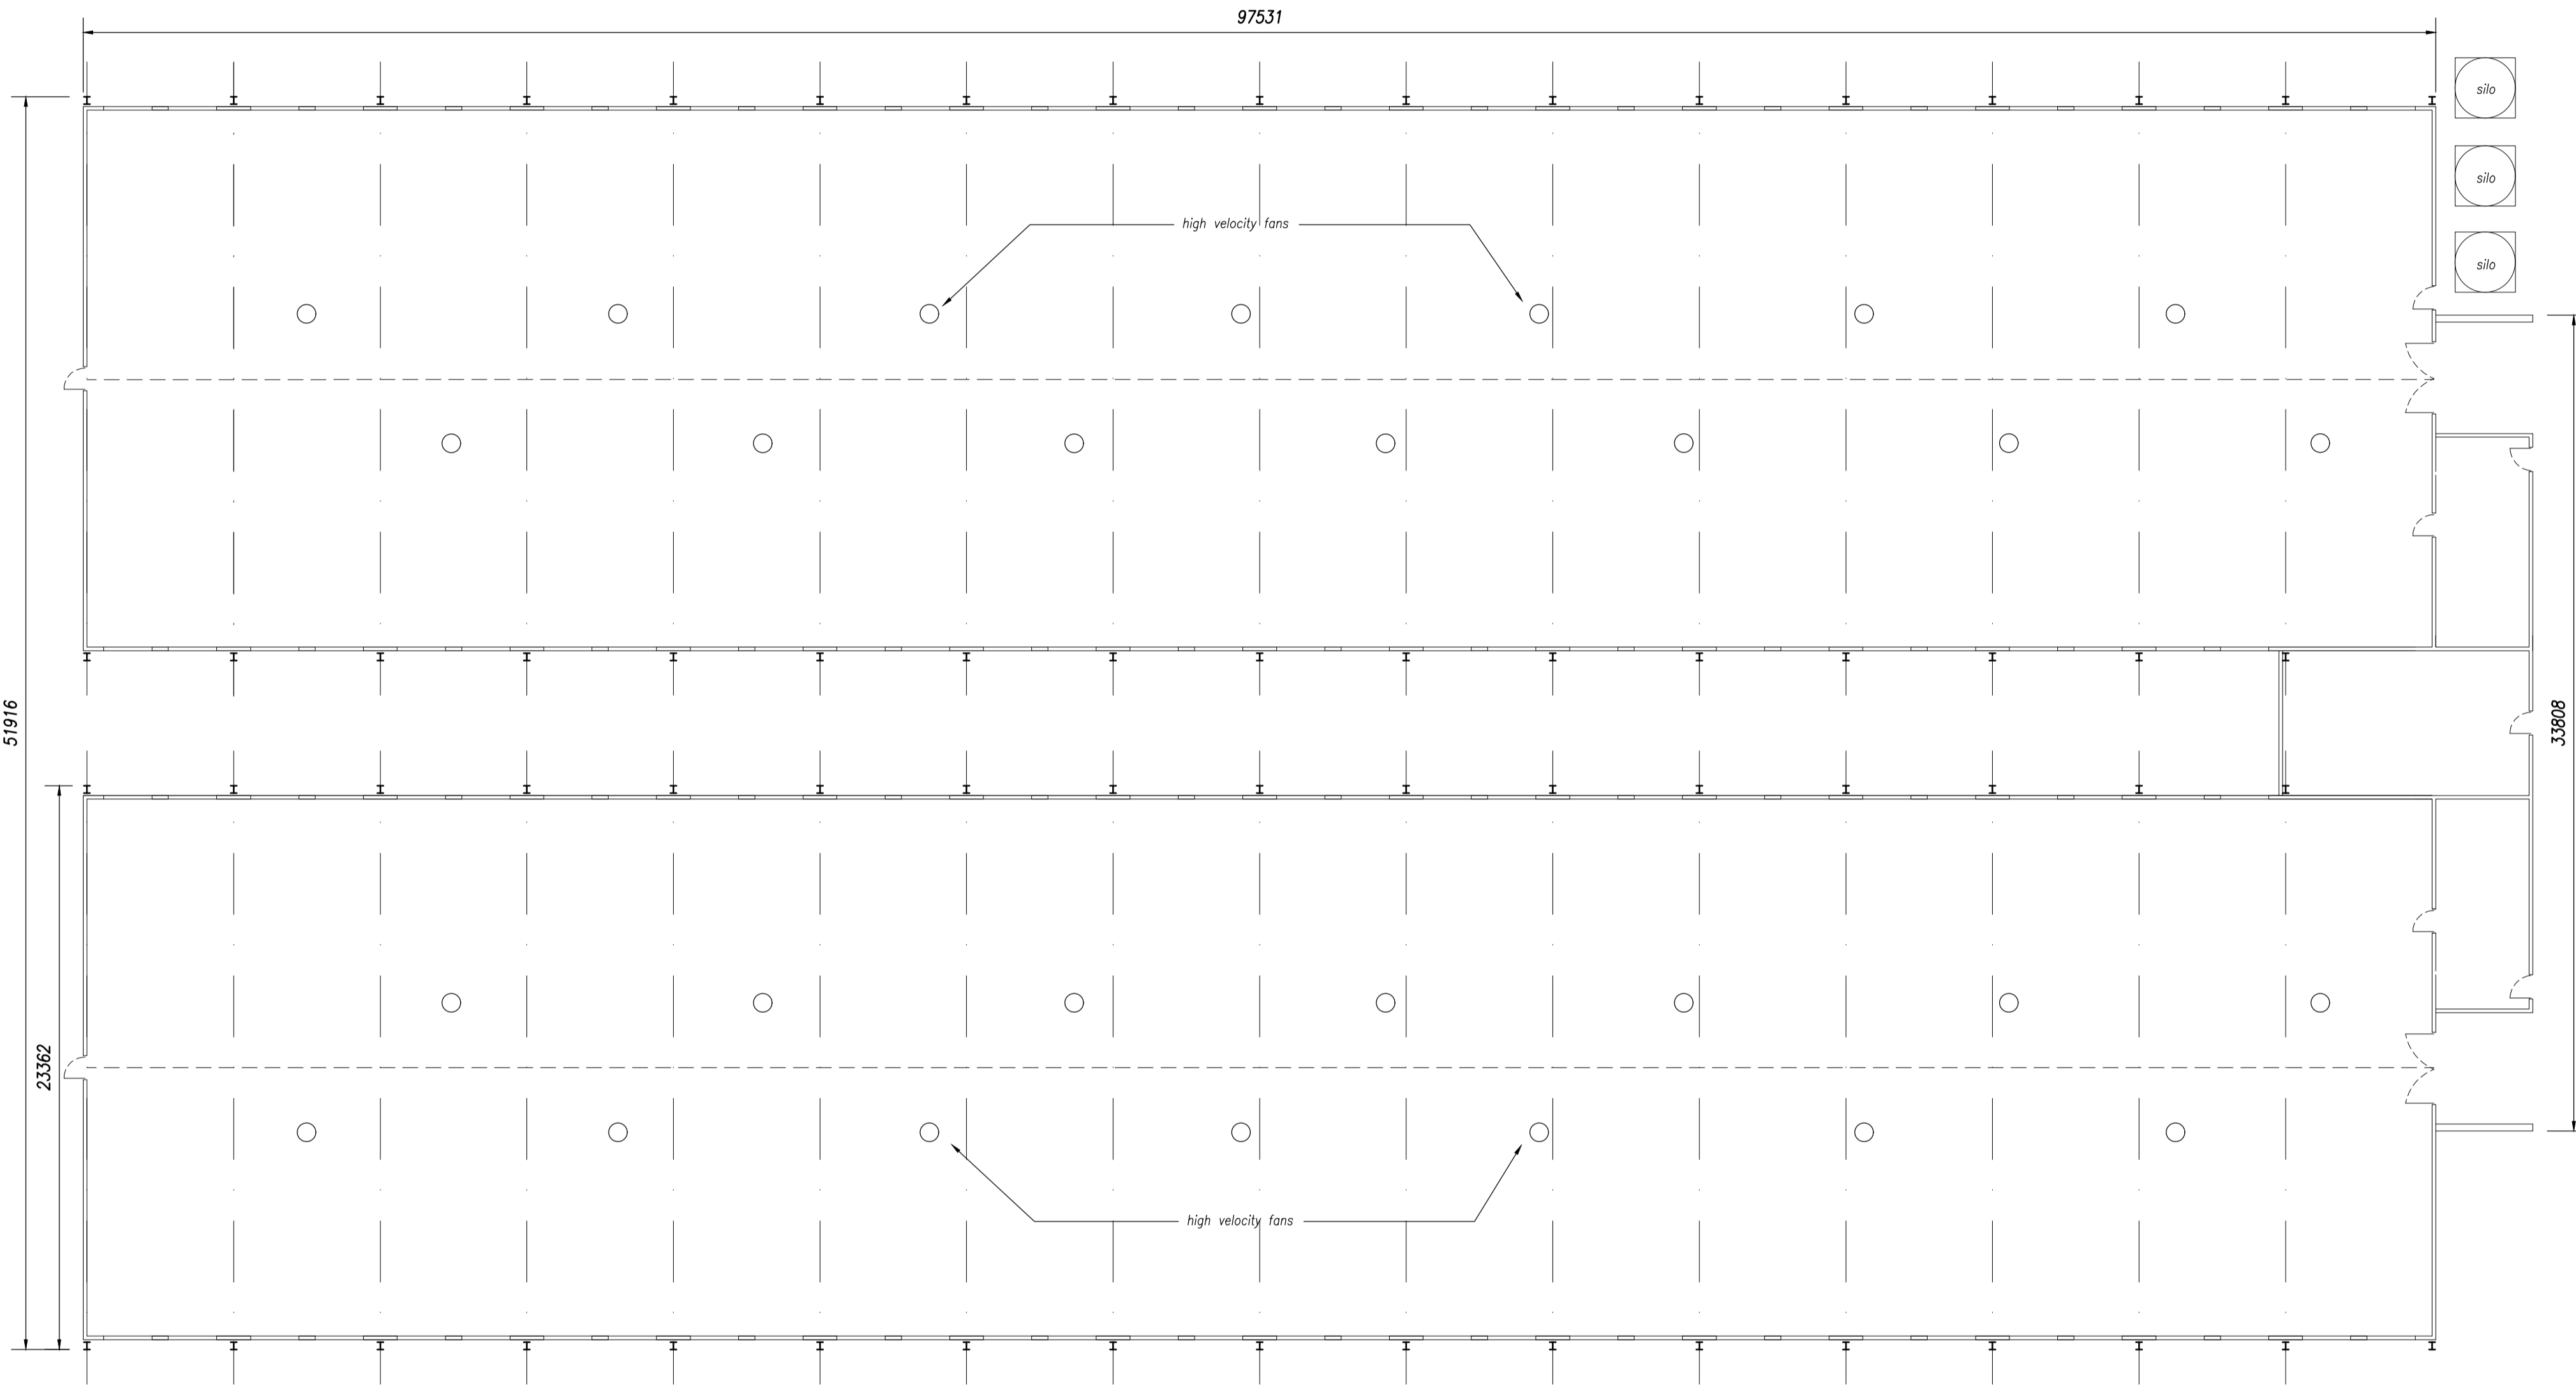 97531
silo
silo
high velocity fans
silo
51916
33808
23362
high velocity fans